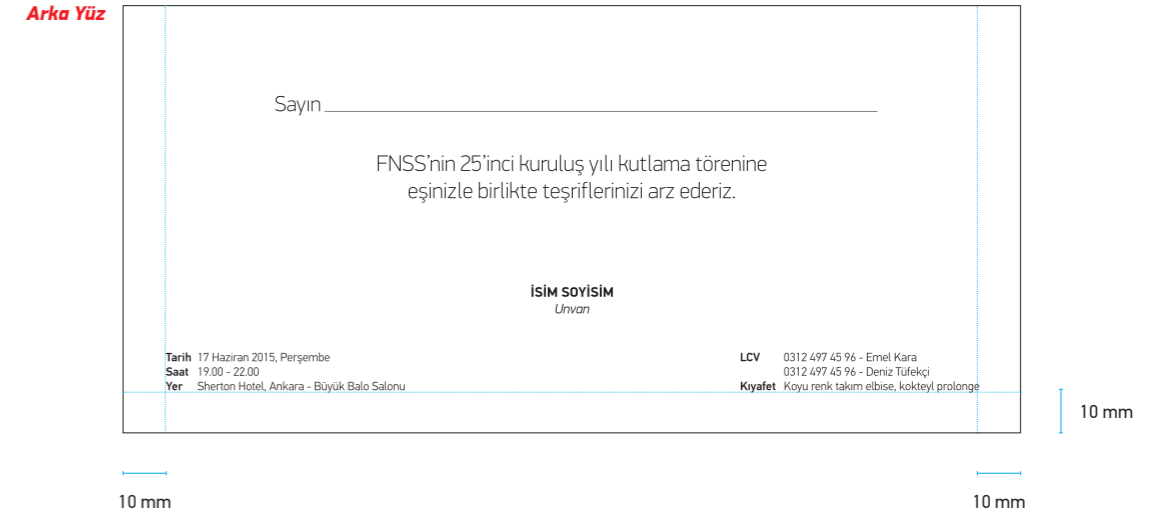 Arka Yüz
Sayın
FNSS’nin 25’inci kuruluş yılı kutlama törenine
eşinizle birlikte teşriflerinizi arz ederiz.
İSİM SOYİSİM
Unvan
Tarih 17 Haziran 2015, Perşembe
Saat 19.00 - 22.00
Yer Sherton Hotel, Ankara - Büyük Balo Salonu
LCV 0312 497 45 96 - Emel Kara
0312 497 45 96 - Deniz Tüfekçi
Kıyafet Koyu renk takım elbise, kokteyl prolonge
10 mm
10 mm
10 mm